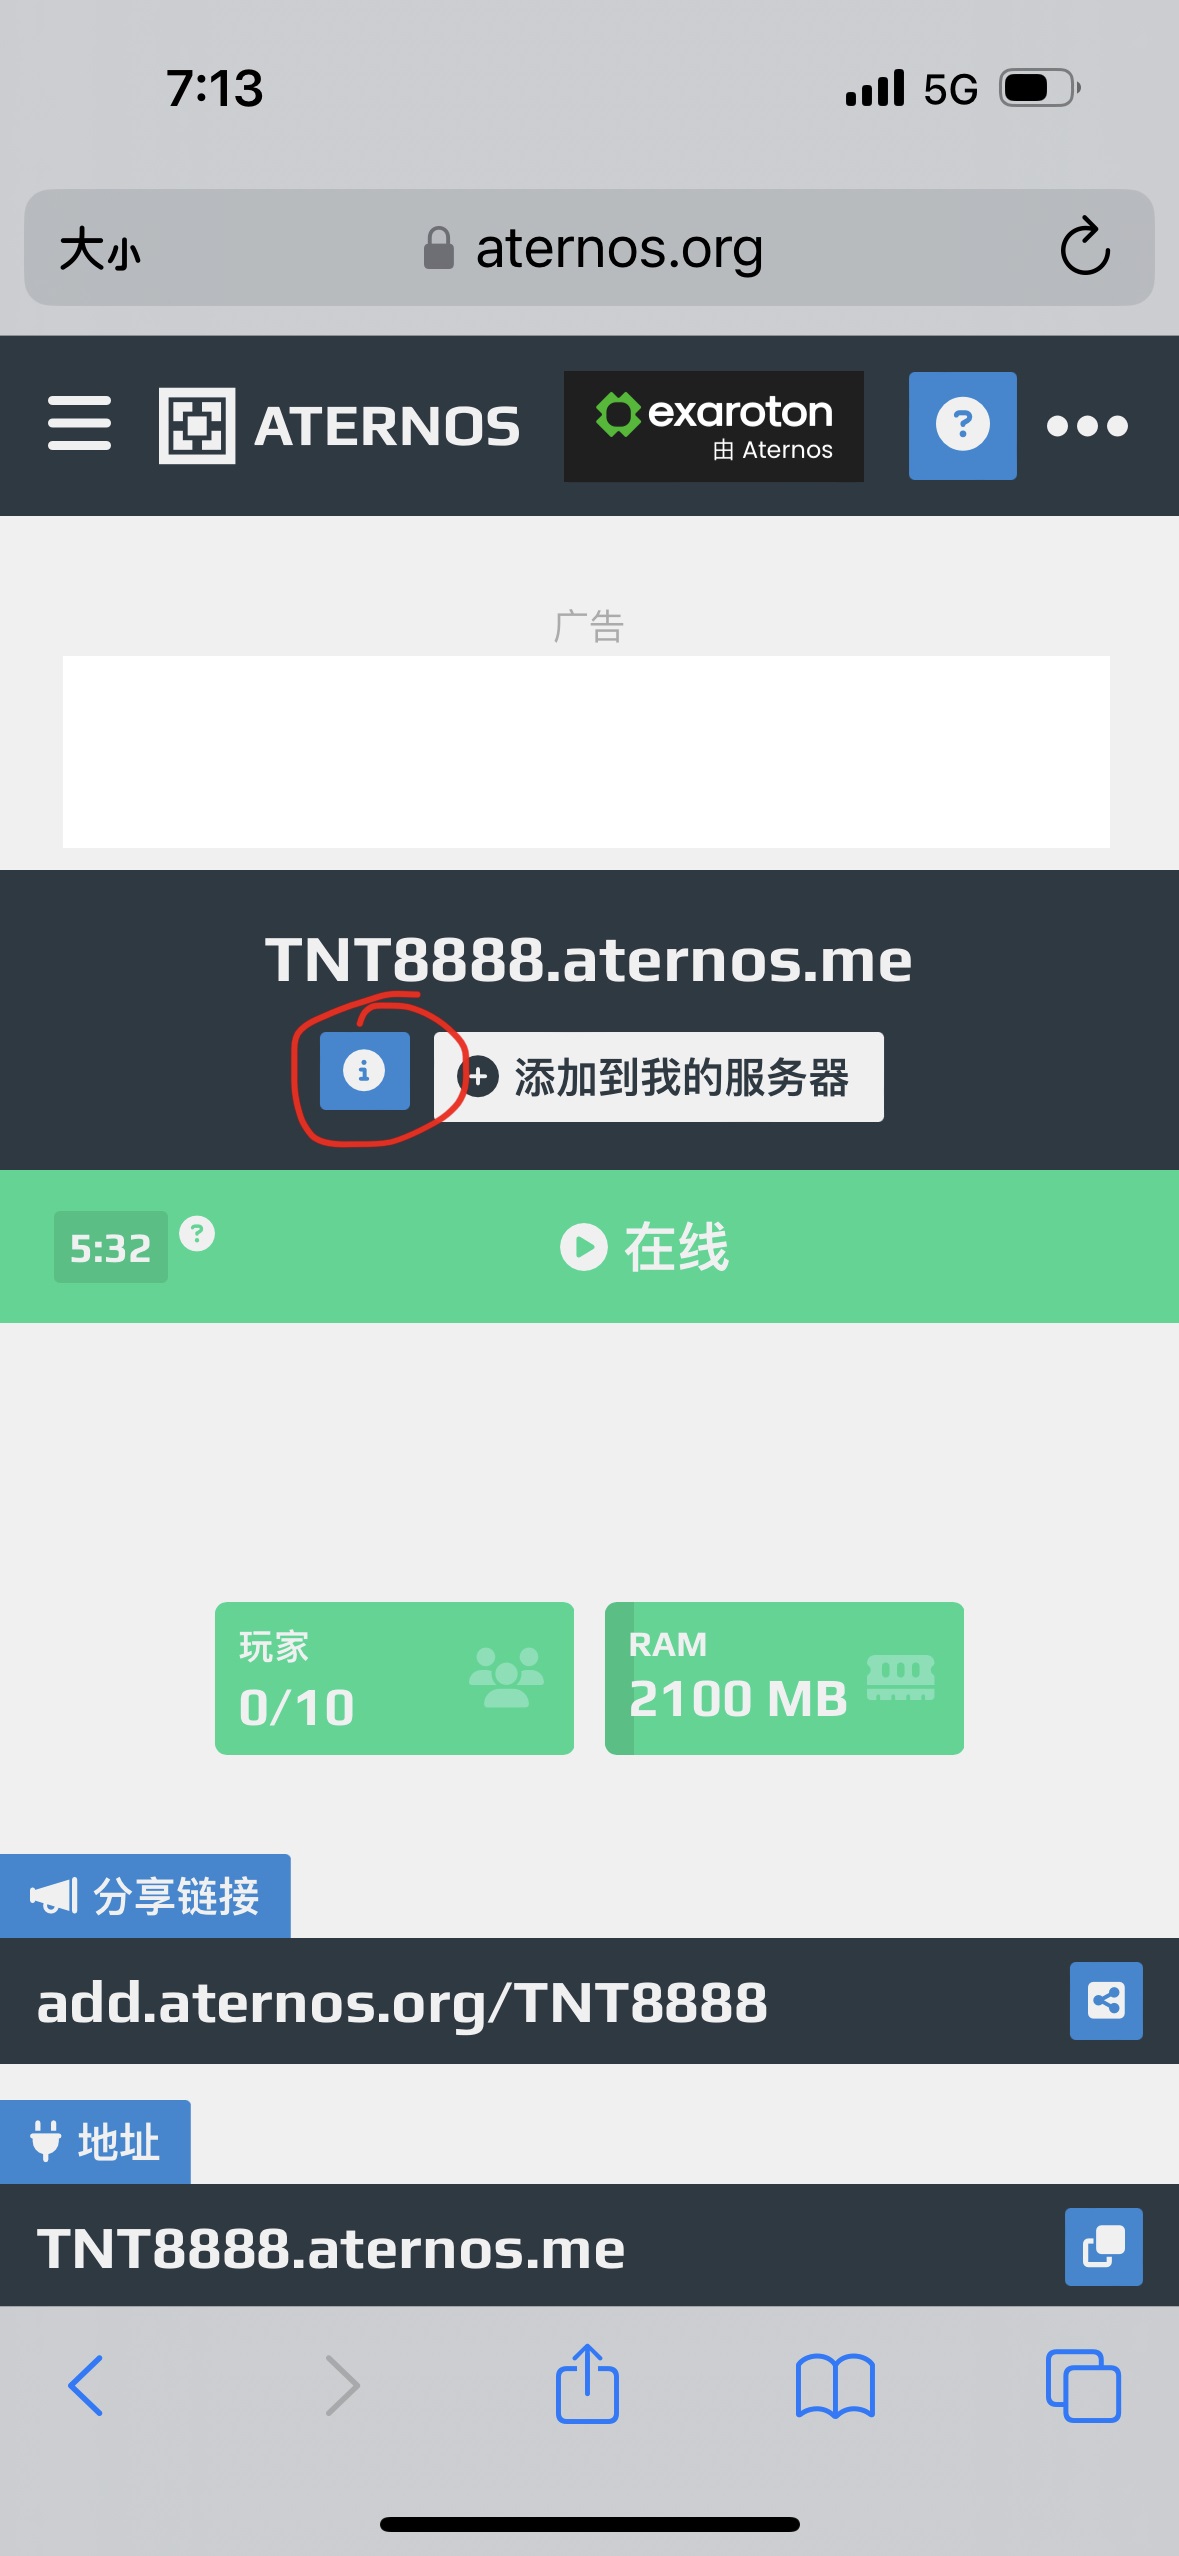 7:13
5G
大小
aternos.org
ATERNOS
exaroton
由 Aternos
?
广告
TNT8888.aternos.me
i
添加到我的服务器
5:32
?
在线
玩家
0/10
RAM
2100 MB
分享链接
add.aternos.org/TNT8888
地址
TNT8888.aternos.me